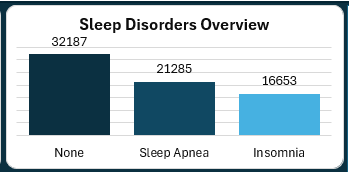 Sleep Disorders Overview
32187
21285
16653
None Sleep Apnea Insomnia